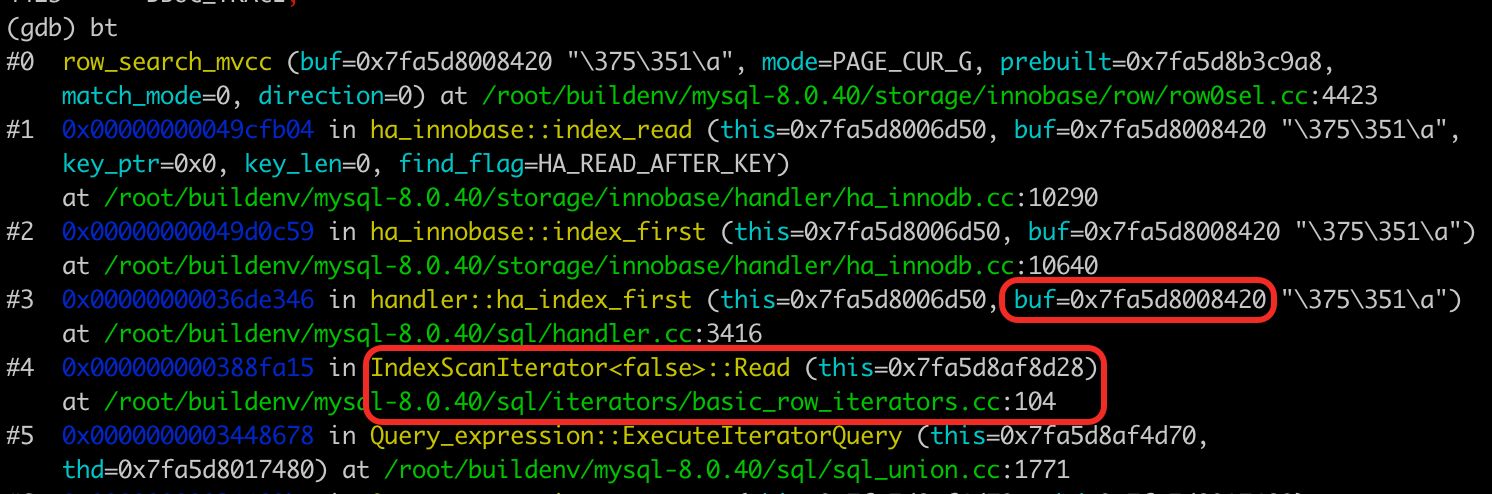 (gdb) bt
#0  row_search_mvcc (buf=0x7fa5d8008420 "\375\351\a", mode=PAGE_CUR_G, prebuilt=0x7fa5d8b3c9a8,
match_mode=0, direction=0) at /root/buildenv/mysql-8.0.40/storage/innobase/row/row0sel.cc:4423
#1  0x00000000049cfb04 in ha_innobase::index_read (this=0x7fa5d8006d50, buf=0x7fa5d8008420 "\375\351\a",
key_ptr=0x0, key_len=0, find_flag=HA_READ_AFTER_KEY)
at /root/buildenv/mysql-8.0.40/storage/innobase/handler/ha_innodb.cc:10290
#2  0x00000000049d0c59 in ha_innobase::index_first (this=0x7fa5d8006d50, buf=0x7fa5d8008420 "\375\351\a")
at /root/buildenv/mysql-8.0.40/storage/innobase/handler/ha_innodb.cc:10640
#3  0x00000000036de346 in handler::ha_index_first (this=0x7fa5d8006d50, buf=0x7fa5d8008420 "\375\351\a")
at /root/buildenv/mysql-8.0.40/sql/handler.cc:3416
#4  0x000000000388fa15 in IndexScanIterator<false>::Read (this=0x7fa5d8af8d28)
at /root/buildenv/mysql-8.0.40/sql/iterators/basic_row_iterators.cc:104
#5  0x0000000003448678 in Query_expression::ExecuteIteratorQuery (this=0x7fa5d8af4d70,
thd=0x7fa5d8017480) at /root/buildenv/mysql-8.0.40/sql/sql_union.cc:1771